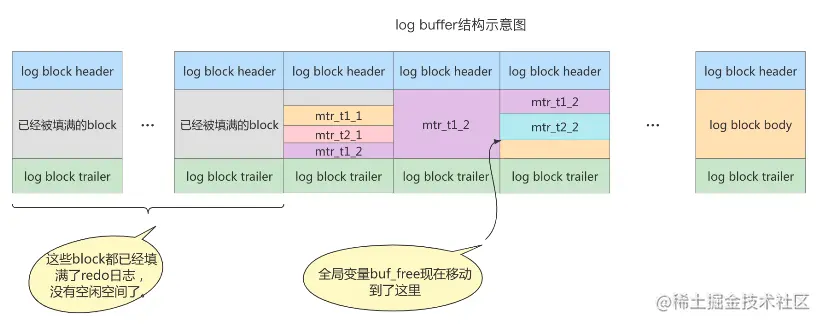 log buffer结构示意图
log block header
log block header
log block header
log block header
log block header
log block header
已经被填满的block
...
已经被填满的block
mtr_t1_1
mtr_t2_1
mtr_t1_2
mtr_t1_2
mtr_t1_2
mtr_t2_2
...
log block body
log block trailer
log block trailer
log block trailer
log block trailer
log block trailer
log block trailer
这些block都已经填
满了redo日志，
没有空闲空间了。
全局变量buf_free现在移动
到了这里
@稀土掘金技术社区